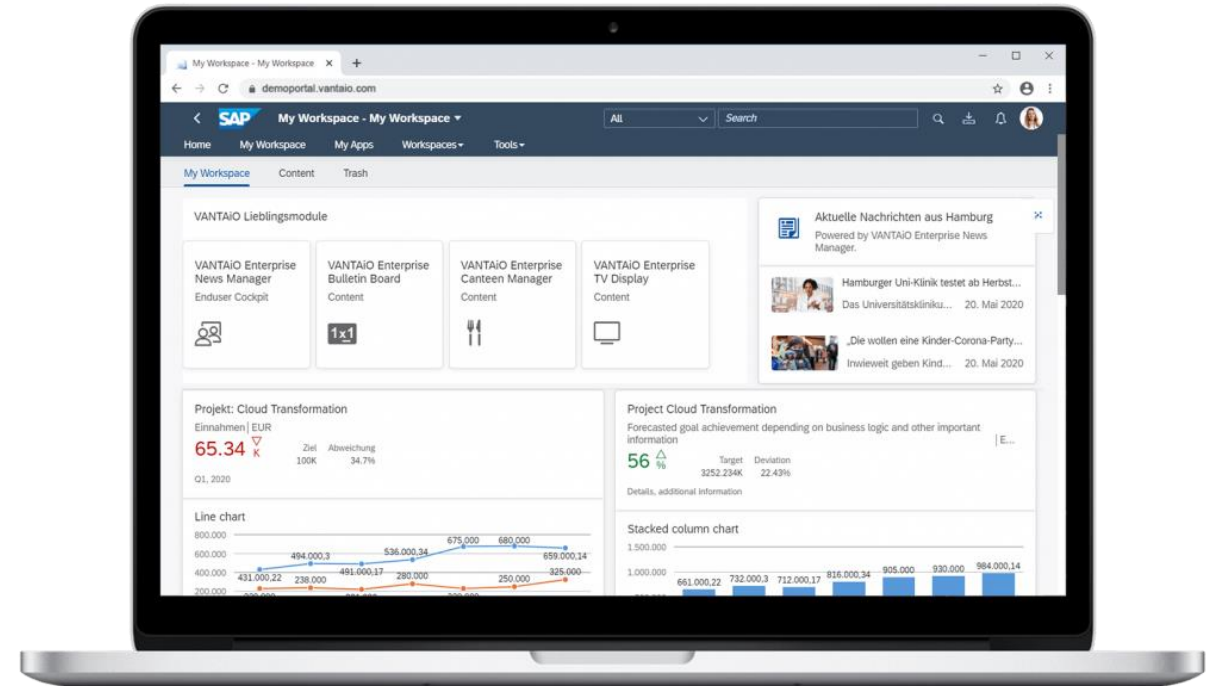 My Workspace - My Workspace
demoportal.vantaio.com
SAP My Workspace - My Workspace
All Search
Home My Workspace My Apps Workspaces Tools
My Workspace Content Trash
VANTAiO Lieblingsmodule
VANTAiO Enterprise
News Manager
Enduser Cockpit
VANTAiO Enterprise
Bulletin Board
Content
1x1
VANTAiO Enterprise
Canteen Manager
Content
VANTAiO Enterprise
TV Display
Content
Aktuelle Nachrichten aus Hamburg
Powered by VANTAiO Enterprise News
Manager.
Hamburger Uni-Klinik testet ab Herbst...
Das Universitätskliniku... 20. Mai 2020
„Die wollen eine Kinder-Corona-Party...
Inwieweit geben Kind... 20. Mai 2020
Projekt: Cloud Transformation
Einnahmen | EUR
65.34 K
Ziel Abweichung
100K 34.7%
Q1, 2020
Project Cloud Transformation
Forecasted goal achievement depending on business logic and other important
information
| E...
56 %
Target Deviation
3252.234K 22.43%
Details, additional information
Line chart
800.000
600.000
400.000
200.000
431.000,22 494.000,3 491.000,17 536.000,34 675.000 680.000 659.000,14
238.000 280.000 250.000 325.000
Stacked column chart
1.500.000
1.000.000
661.000,22 732.000,3 712.000,17 816.000,34 905.000 930.000 984.000,14